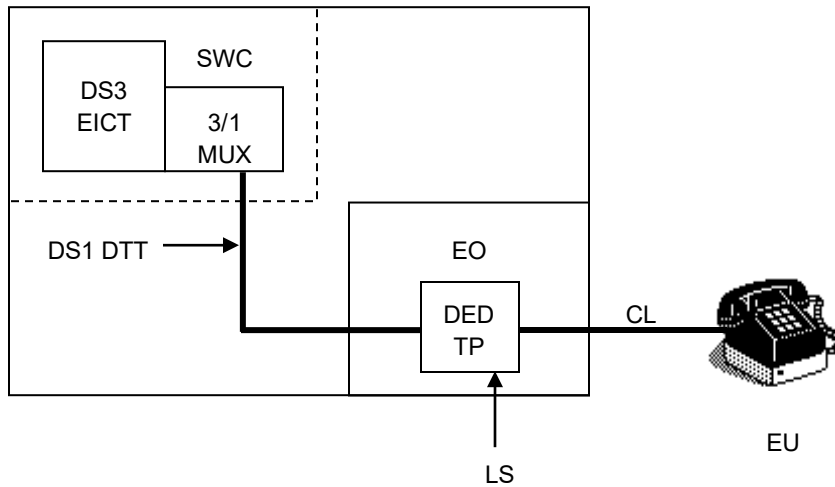 SWC
DS3
EICT
3/1
MUX
DS1 DTT
EO
DED
TP
CL
EU
LS